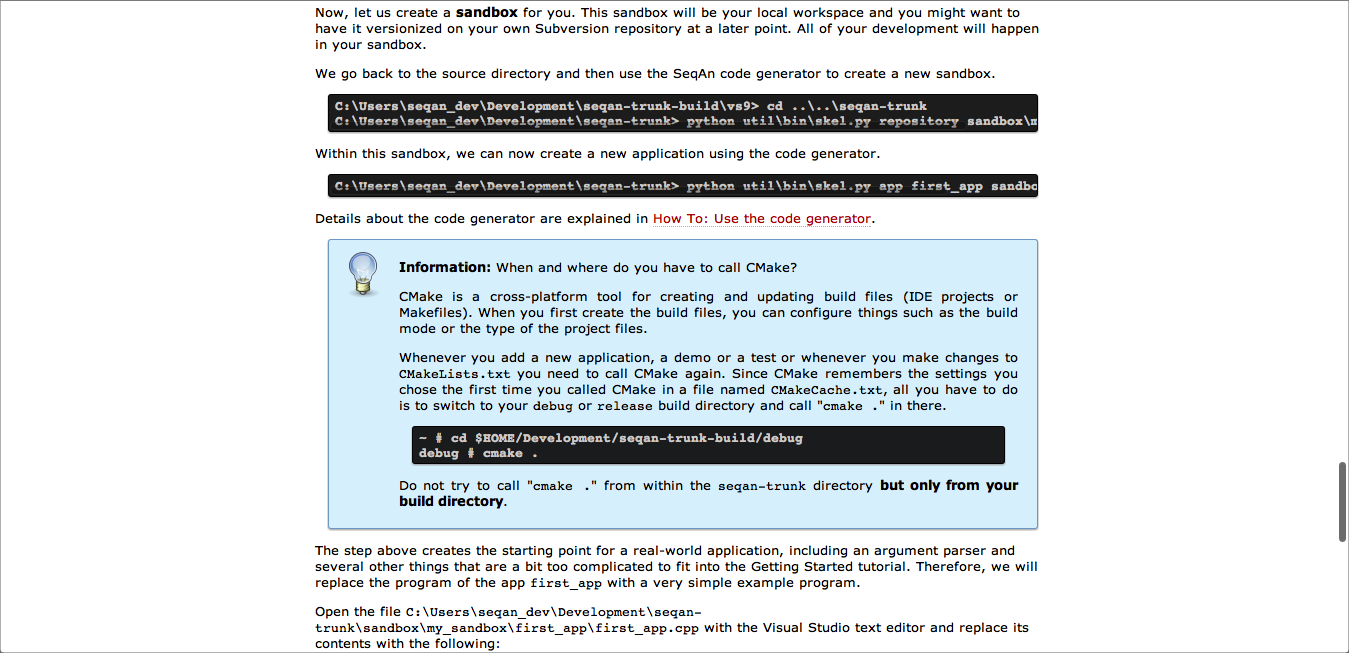 Now, let us create a sandbox for you. This sandbox will be your local workspace and you might want to
have it versionized on your own Subversion repository at a later point. All of your development will happen
in your sandbox.
We go back to the source directory and then use the SeqAn code generator to create a new sandbox.
C:\Users\seqan_dev\Development\seqan-trunk-build\vs9> cd ..\..\seqan-trunk
C:\Users\seqan_dev\Development\seqan-trunk> python util\bin\skel.py repository sandbox\m
Within this sandbox, we can now create a new application using the code generator.
C:\Users\seqan_dev\Development\seqan-trunk> python util\bin\skel.py app first_app sandbo
Details about the code generator are explained in How To: Use the code generator.
Information: When and where do you have to call CMake?
CMake is a cross-platform tool for creating and updating build files (IDE projects or
Makefiles). When you first create the build files, you can configure things such as the build
mode or the type of the project files.
Whenever you add a new application, a demo or a test or whenever you make changes to
CMakeLists.txt you need to call CMake again. Since CMake remembers the settings you
chose the first time you called CMake in a file named CMakeCache.txt, all you have to do
is to switch to your debug or release build directory and call "cmake ." in there.
~ # cd $HOME/Development/seqan-trunk-build/debug
debug # cmake .
Do not try to call "cmake ." from within the seqan-trunk directory but only from your
build directory.
The step above creates the starting point for a real-world application, including an argument parser and
several other things that are a bit too complicated to fit into the Getting Started tutorial. Therefore, we will
replace the program of the app first_app with a very simple example program.
Open the file C:\Users\seqan_dev\Development\seqan-
trunk\sandbox\my_sandbox\first_app\first_app.cpp with the Visual Studio text editor and replace its
contents with the following: